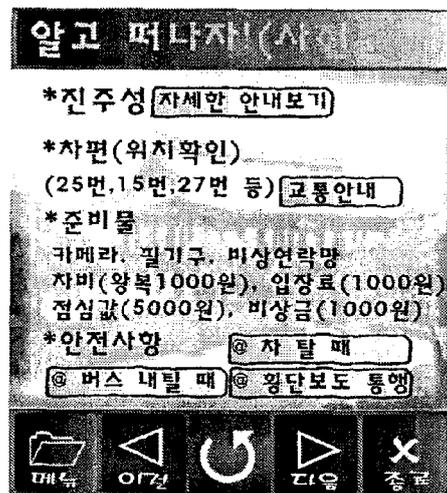 알고 떠나자!(사전
*진주성 자세한 안내보기
*차편(위치확인)
(25번,15번,27번 등) 교통안내
*준비물
카메라. 필기구. 비상연락망
차비(왕복1000원), 입장료(1000원)
점심값(5000원), 비상금(1000원)
*안전사항 @ 차 탈 때
@ 버스 내릴 때 @ 횡단보도 통행
메뉴 이전 다음 종료